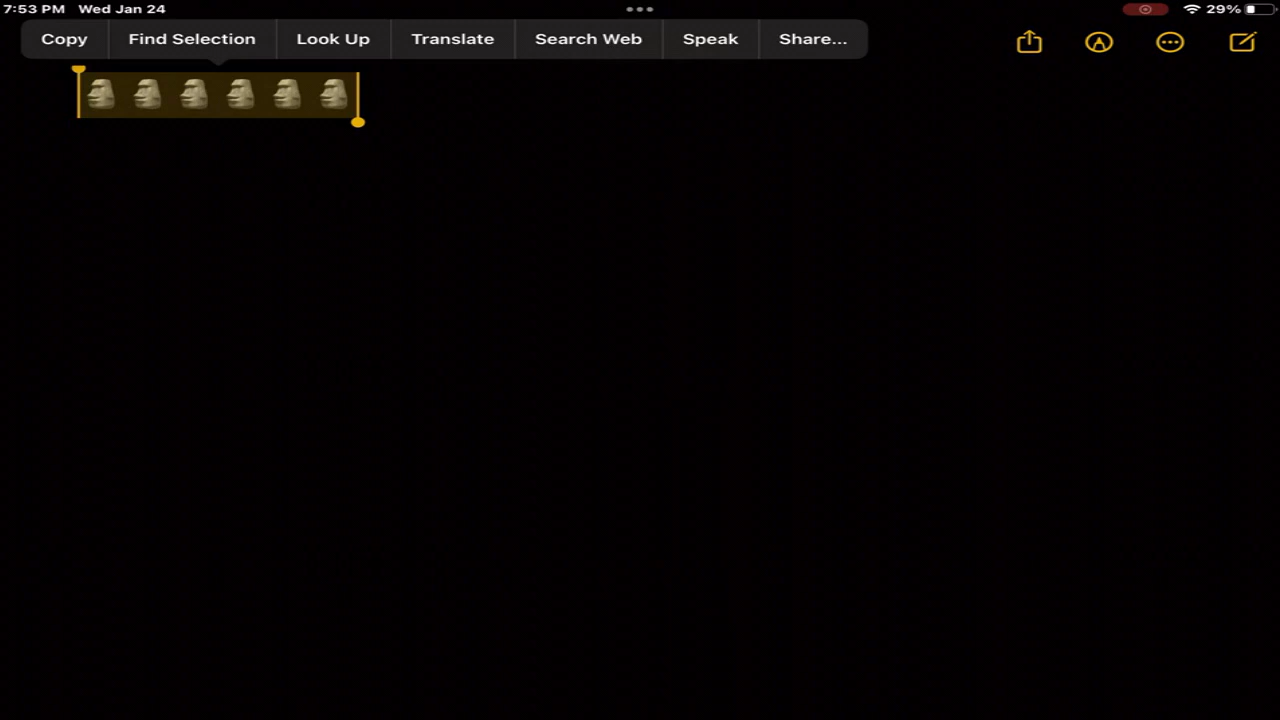 7:53 PM Wed Jan 24 29%
Copy Find Selection Look Up Translate Search Web Speak Share...
🗿🗿🗿🗿🗿🗿